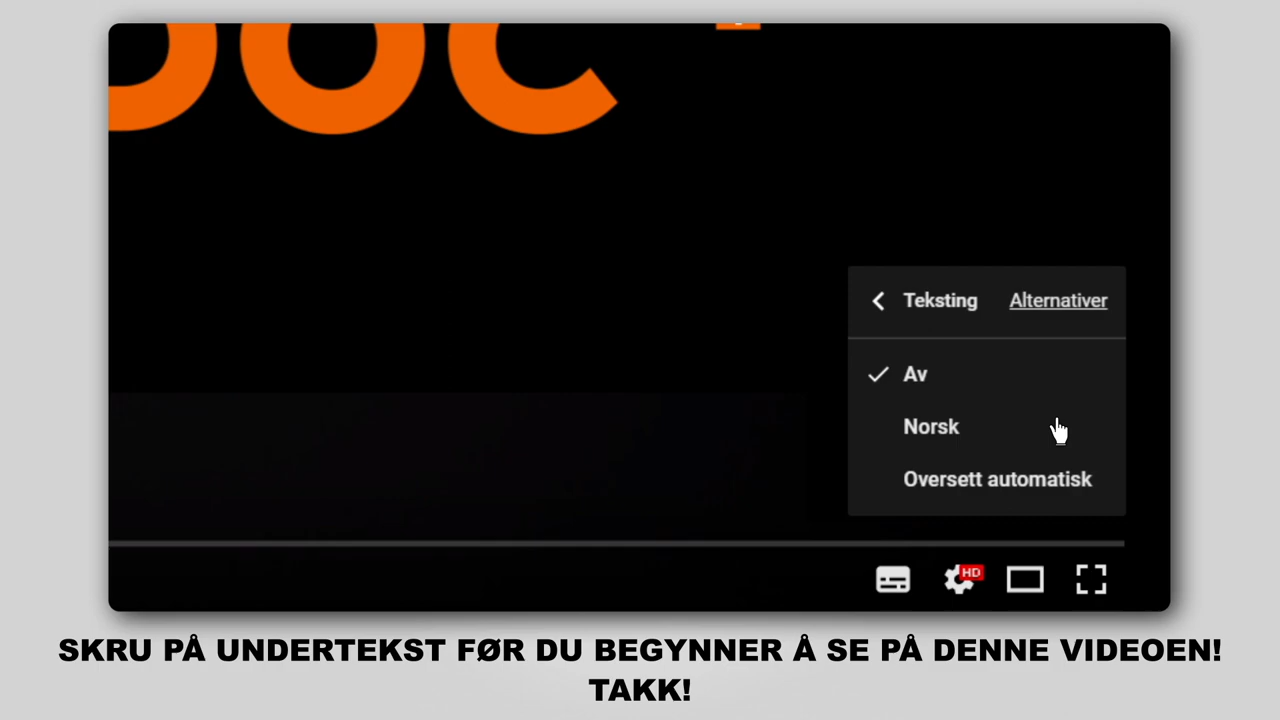 Teksting Alternativer
Av
Norsk
Oversett automatisk
HD
SKRU PÅ UNDERTEKST FØR DU BEGYNNER Å SE PÅ DENNE VIDEOEN!
TAKK!